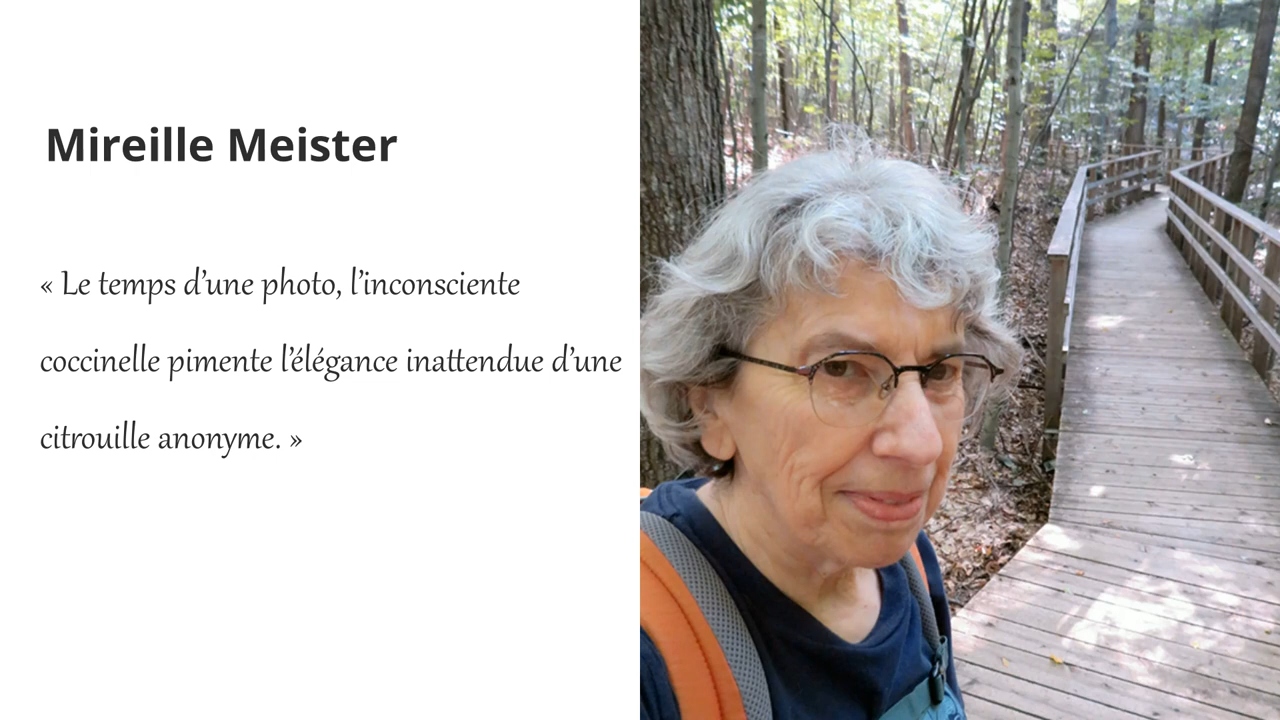 Mireille Meister
« Le temps d’une photo, l’inconsciente
coccinelle pimente l’élégance inattendue d’une
citrouille anonyme. »